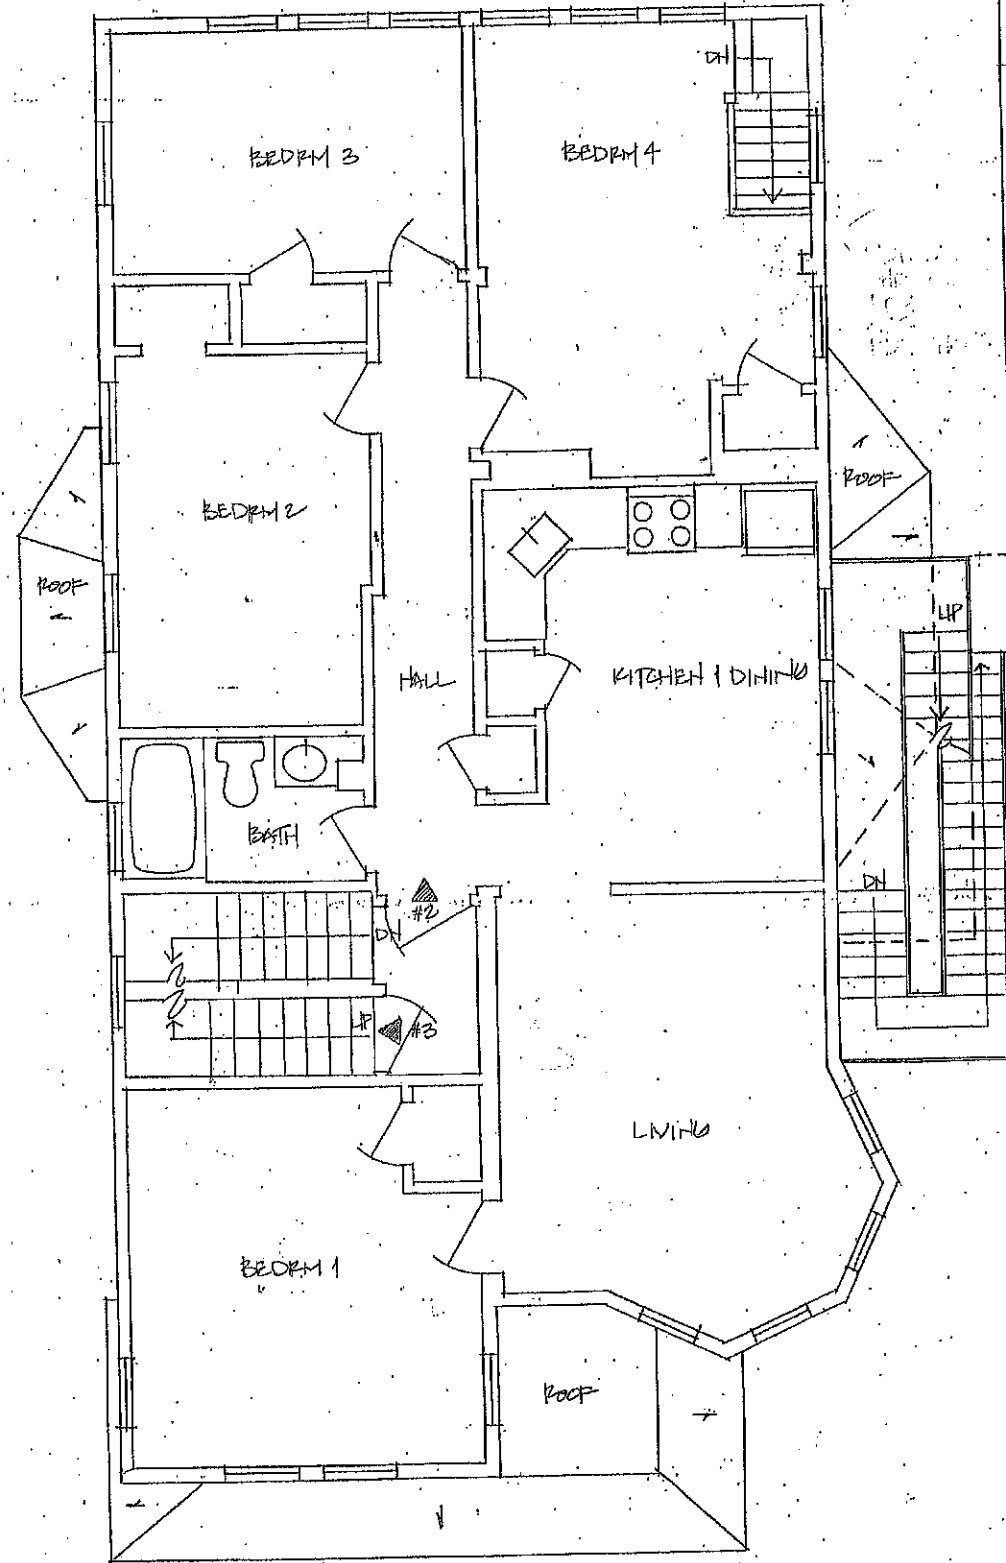 DN
BEDRM 3
BEDRM 4
ROOF
BEDRM 2
ROOF
UP
HALL
KITCHEN / DINING
BATH
DN
#2
DN
UP
#3
LIVING
BEDRM 1
ROOF